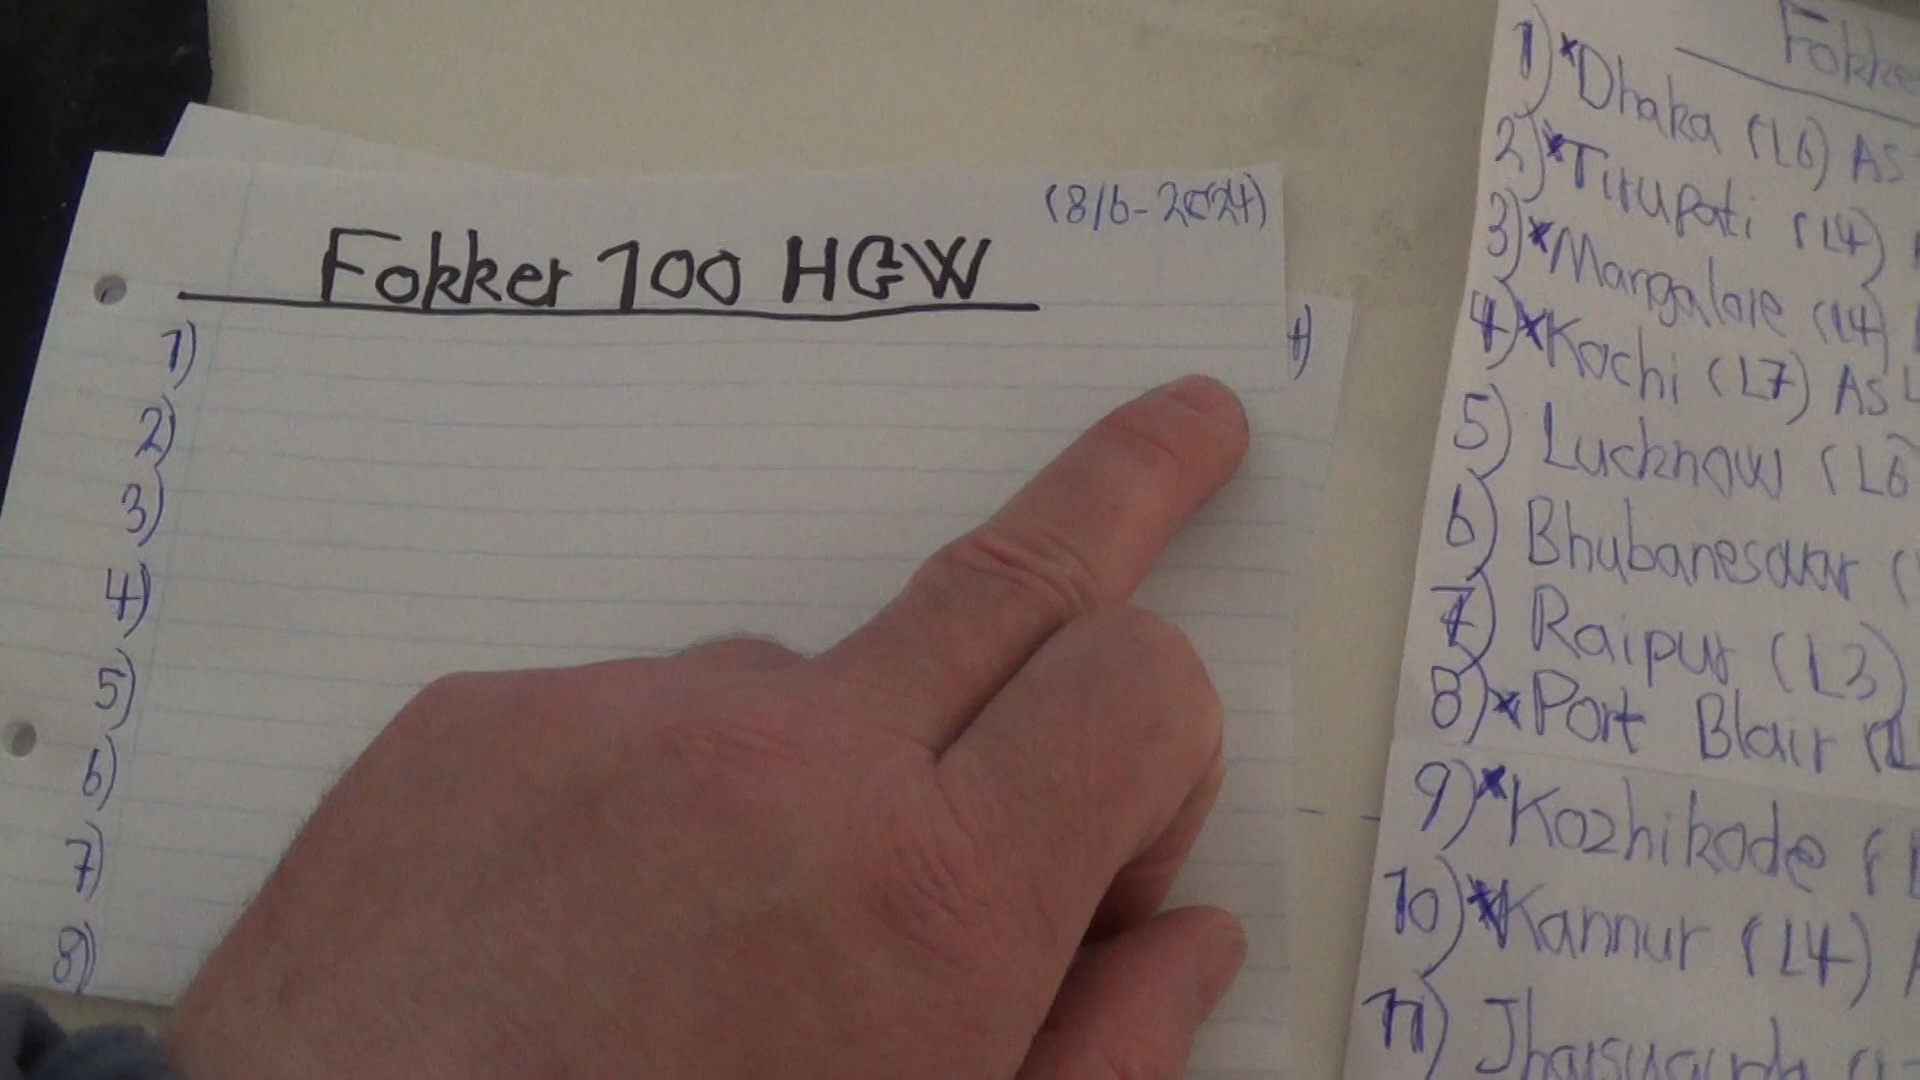 (8/6-2024)
Fokker 100 HGW
1)
2)
3)
4)
5)
6)
7)
8)
Fokke
1) *Dhaka (L6) AS
2) *Tirupati (L4)
3) *Mangalore (L4)
4) *Kochi (L7) AS L
5) Lucknow (L6
6) Bhubaneswar (
7) Raipur (L3)
8) *Port Blair (L
9) *Kozhikode (
10) *Kannur (L4) A
11)